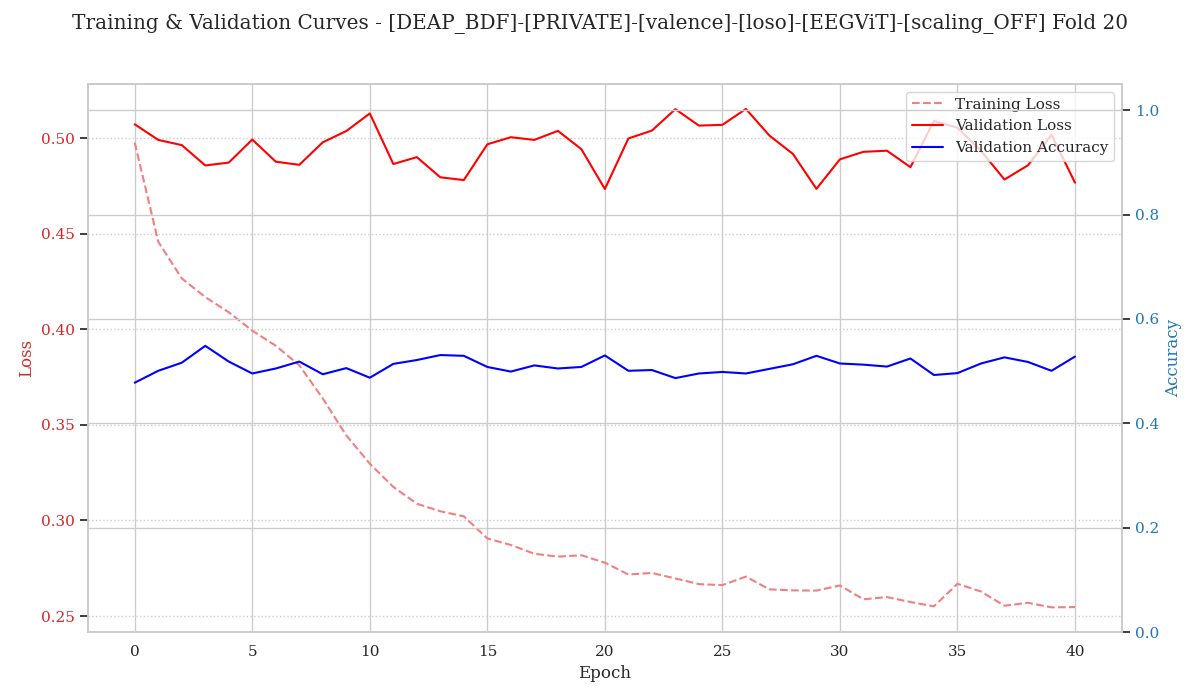 Training & Validation Curves - [DEAP_BDF]-[PRIVATE]-[valence]-[loso]-[EEGViT]-[scaling_OFF] Fold 20
Training Loss
Validation Loss
Validation Accuracy
Loss
0.50
0.45
0.40
0.35
0.30
0.25
1.0
0.8
0.6
0.4
0.2
0.0
Accuracy
0 5 10 15 20 25 30 35 40
Epoch